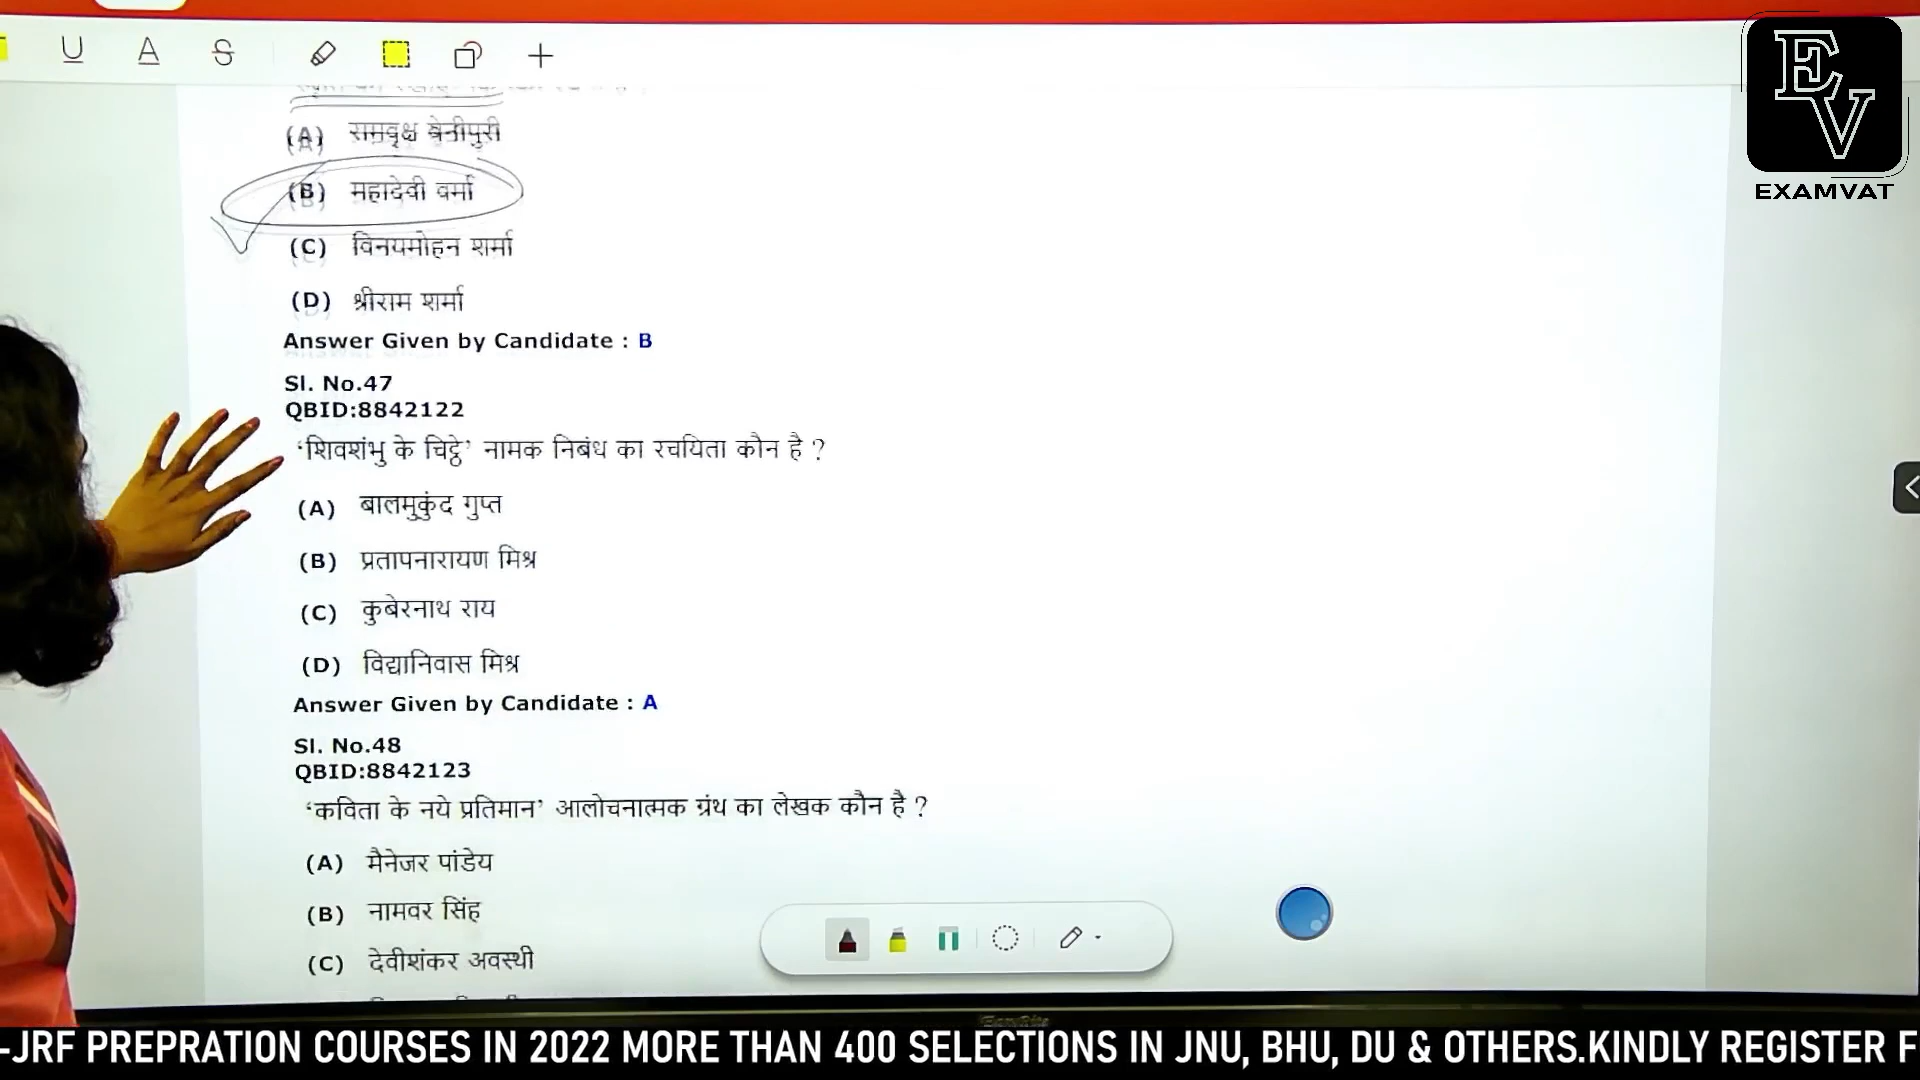 EV
EXAMVAT
(A) रामवृक्ष बेनीपुरी
(B) महादेवी वर्मा
(C) विनयमोहन शर्मा
(D) श्रीराम शर्मा
Answer Given by Candidate : B
Sl. No.47
QBID:8842122
‘शिवशंभु के चिट्ठे’ नामक निबंध का रचयिता कौन है ?
(A) बालमुकुंद गुप्त
(B) प्रतापनारायण मिश्र
(C) कुबेरनाथ राय
(D) विद्यानिवास मिश्र
Answer Given by Candidate : A
Sl. No.48
QBID:8842123
‘कविता के नये प्रतिमान’ आलोचनात्मक ग्रंथ का लेखक कौन है ?
(A) मैनेजर पांडेय
(B) नामवर सिंह
(C) देवीशंकर अवस्थी
-JRF PREPRATION COURSES IN 2022 MORE THAN 400 SELECTIONS IN JNU, BHU, DU & OTHERS.KINDLY REGISTER F